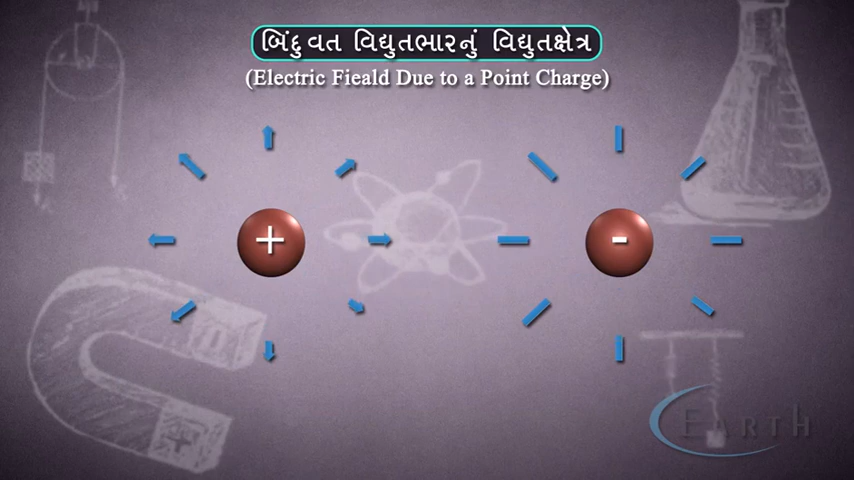 બિંદુવત વિદ્યુતભારનું વિદ્યુતક્ષેત્ર
(Electric Fieald Due to a Point Charge)
+ -
EARTH